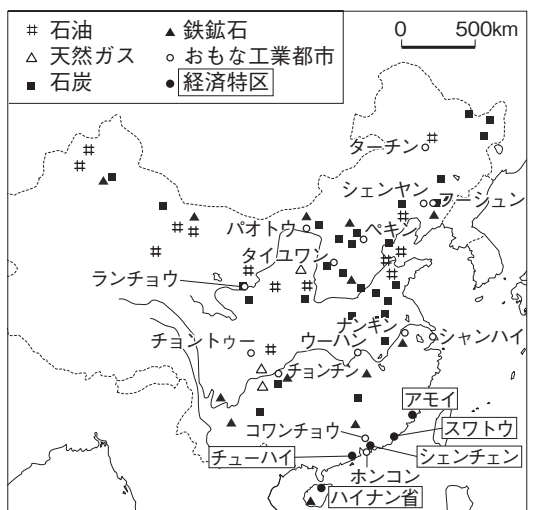 石油
天然ガス
石炭
鉄鉱石
おもな工業都市
経済特区
0 500km
ターチン
シェンヤン
フーシュン
パオトウ
ペキン
タイユワン
ランチョウ
チョントゥー
ウーハン
ナンキン
シャンハイ
チョンチン
アモイ
スワトウ
コワンチョウ
チューハイ
シェンチェン
ホンコン
ハイナン省